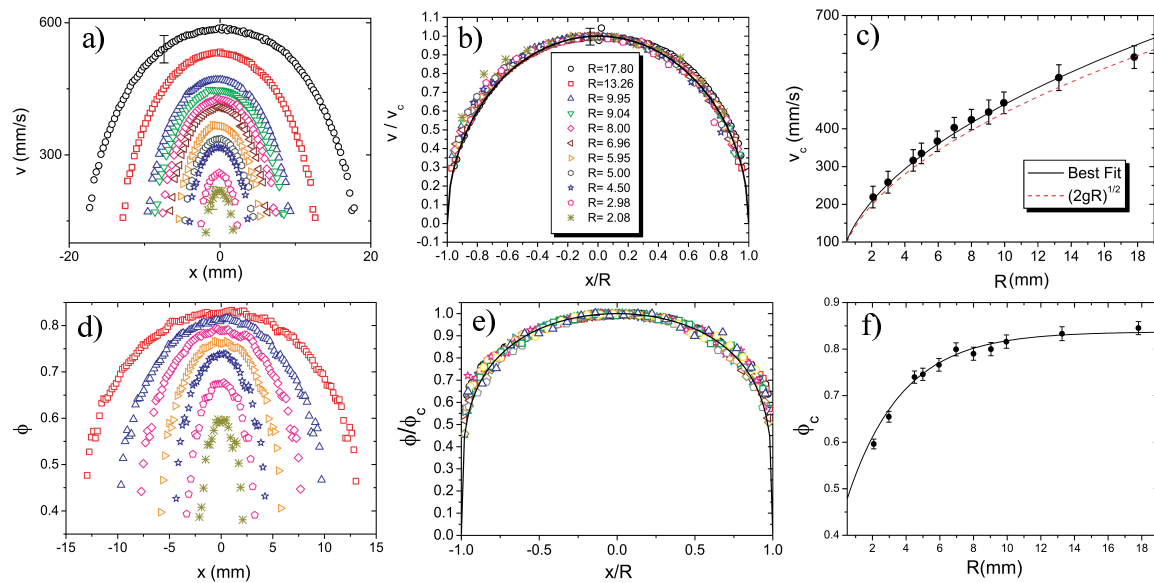 a)
v (mm/s)
600
300
-20
0
20
x (mm)
b)
v / v_c
1.1
1.0
0.9
0.8
0.7
0.6
0.5
0.4
0.3
0.2
0.1
0.0
-0.1
R=17.80
R=13.26
R= 9.95
R= 9.04
R= 8.00
R= 6.96
R= 5.95
R= 5.00
R= 4.50
R= 2.98
R= 2.08
-1.0 -0.8 -0.6 -0.4 -0.2 0.0 0.2 0.4 0.6 0.8 1.0
x/R
c)
v_c (mm/s)
700
400
300
200
100
Best Fit
(2gR)^1/2
2 4 6 8 10 12 14 16 18
R(mm)
d)
ϕ
0.8
0.7
0.6
0.5
0.4
-15 -10 -5 0 5 10 15
x (mm)
e)
ϕ/ϕ_c
1.0
0.8
0.6
0.4
0.2
0.0
-1.0 -0.5 0.0 0.5 1.0
x/R
f)
ϕ_c
0.9
0.8
0.7
0.6
0.5
0.4
2 4 6 8 10 12 14 16 18
R(mm)